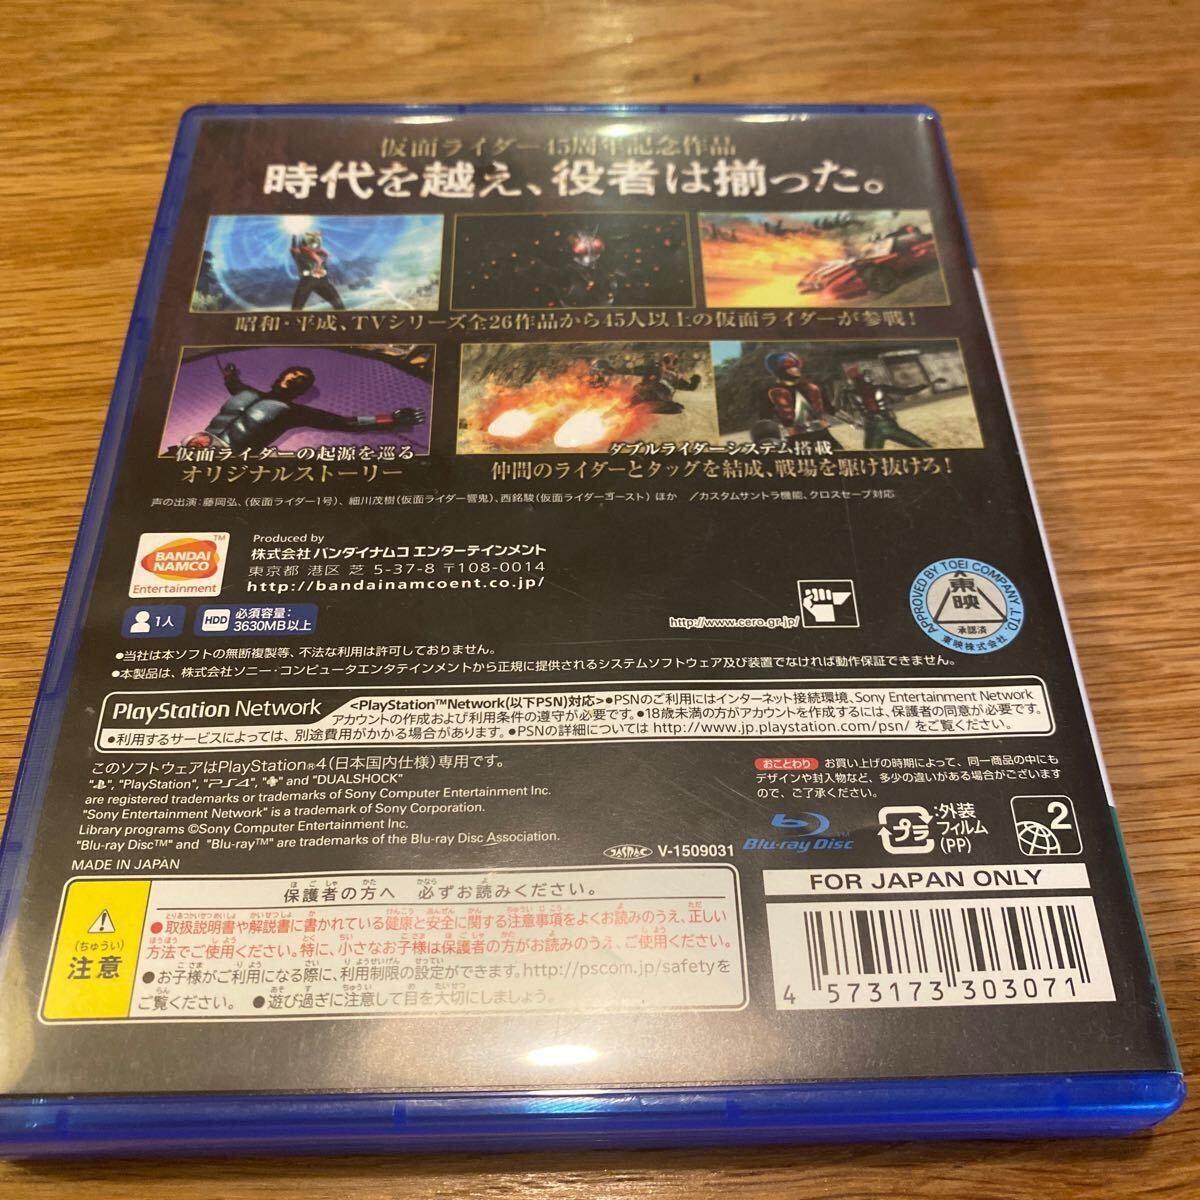 仮面ライダー45周年記念作品
時代を越え、役者は揃った。
昭和・平成、TVシリーズ全26作品から45人以上の仮面ライダーが参戦！
仮面ライダーの起源を巡る
オリジナルストーリー
ダブルライダーシステム搭載
仲間のライダーとタッグを結成、戦場を駆け抜けろ！
声の出演：藤岡弘、(仮面ライダー1号)、細川茂樹(仮面ライダー響鬼)、西銘駿(仮面ライダーゴースト) ほか ／カスタムサントラ機能、クロスセーブ対応
BANDAI NAMCO Entertainment TM
Produced by
株式会社 バンダイナムコ エンターテインメント
東京都 港区 芝 5-37-8 〒108-0014
http://bandainamcoent.co.jp/
1人
HDD 必須容量：3630MB以上
http://www.cero.gr.jp/
APPROVED BY TOEI COMPANY, LTD.
東映
承認済
東映株式会社
●当社は本ソフトの無断複製等、不法な利用は許可しておりません。
●本製品は、株式会社ソニー・コンピュータエンタテインメントから正規に提供されるシステムソフトウェア及び装置でなければ動作保証できません。
PlayStation Network
<PlayStation™Network(以下PSN)対応>●PSNのご利用にはインターネット接続環境、Sony Entertainment Network
アカウントの作成および利用条件の遵守が必要です。●18歳未満の方がアカウントを作成するには、保護者の同意が必要です。
●利用するサービスによっては、別途費用がかかる場合があります。●PSNの詳細については http://www.jp.playstation.com/psn/ をご覧ください。
このソフトウェアはPlayStation®4(日本国内仕様)専用です。
" ", "PlayStation", "PS4", " " and "DUALSHOCK"
are registered trademarks or trademarks of Sony Computer Entertainment Inc.
"Sony Entertainment Network" is a trademark of Sony Corporation.
Library programs ©Sony Computer Entertainment Inc.
"Blu-ray Disc™" and "Blu-ray™" are trademarks of the Blu-ray Disc Association.
MADE IN JAPAN
おことわり お買い上げの時期によって、同一商品の中にも
デザインや封入物など、多少の違いがある場合がございます
ので、ご了承ください。
Blu-ray Disc
プラ
:外装
フィルム
(PP)
2
JASRAC V-1509031
(ちゅうい)
注意
保護者の方へ 必ずお読みください。
●取扱説明書や解説書に書かれている健康と安全に関する注意事項をよくお読みのうえ、正しい
方法でご使用ください。特に、小さなお子様は保護者の方がお読みのうえ、ご使用ください。
●お子様がご利用になる際に、利用制限の設定ができます。http://pscom.jp/safetyを
ご覧ください。 ●遊び過ぎに注意して目を大切にしましょう。
FOR JAPAN ONLY
4 573173 303071